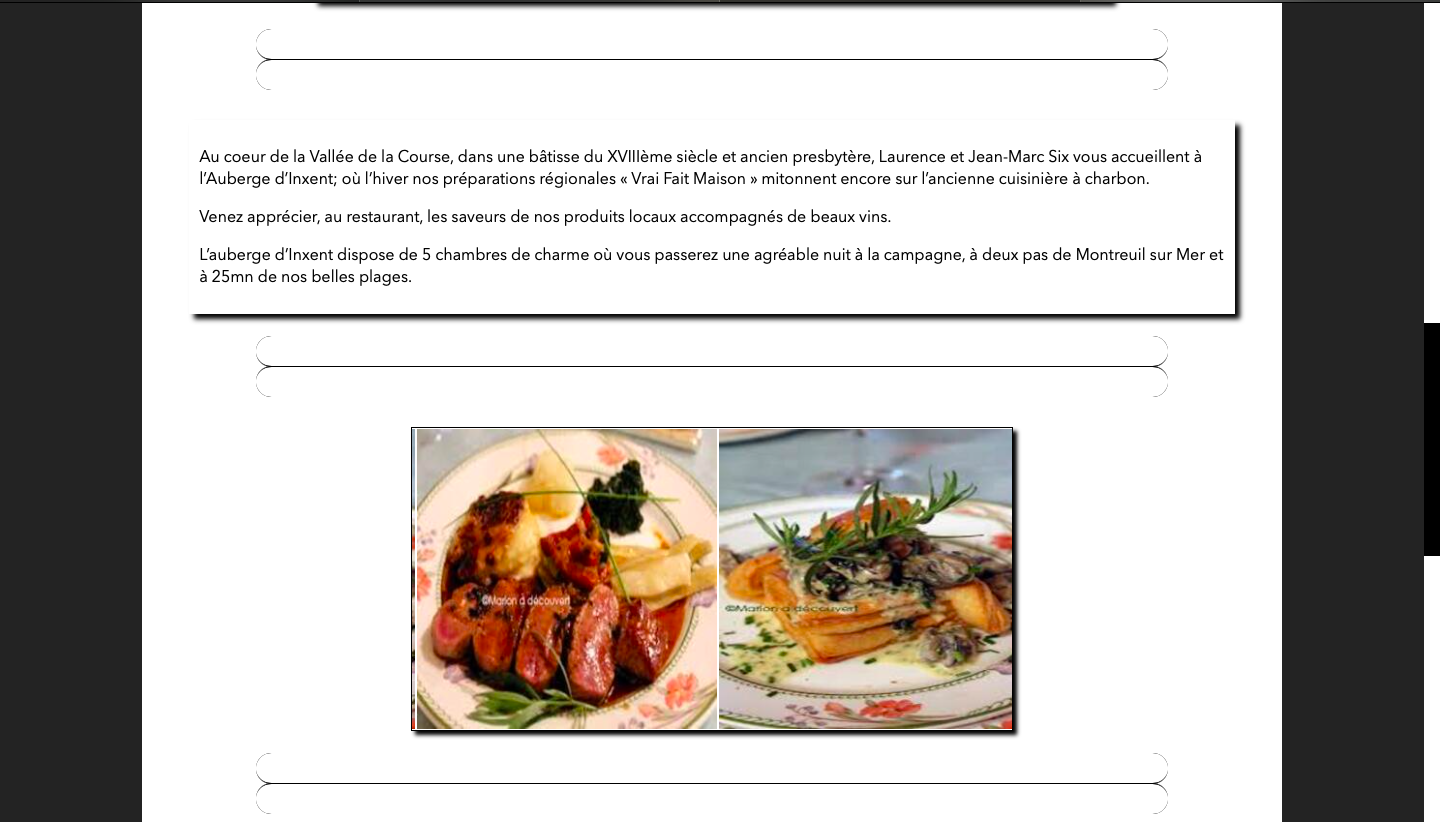 Au coeur de la Vallée de la Course, dans une bâtisse du XVIIIème siècle et ancien presbytère, Laurence et Jean-Marc Six vous accueillent à
l’Auberge d’Inxent; où l’hiver nos préparations régionales « Vrai Fait Maison » mitonnent encore sur l’ancienne cuisinière à charbon.
Venez apprécier, au restaurant, les saveurs de nos produits locaux accompagnés de beaux vins.
L’auberge d’Inxent dispose de 5 chambres de charme où vous passerez une agréable nuit à la campagne, à deux pas de Montreuil sur Mer et
à 25mn de nos belles plages.
©Marion à découvert
©Marion à découvert